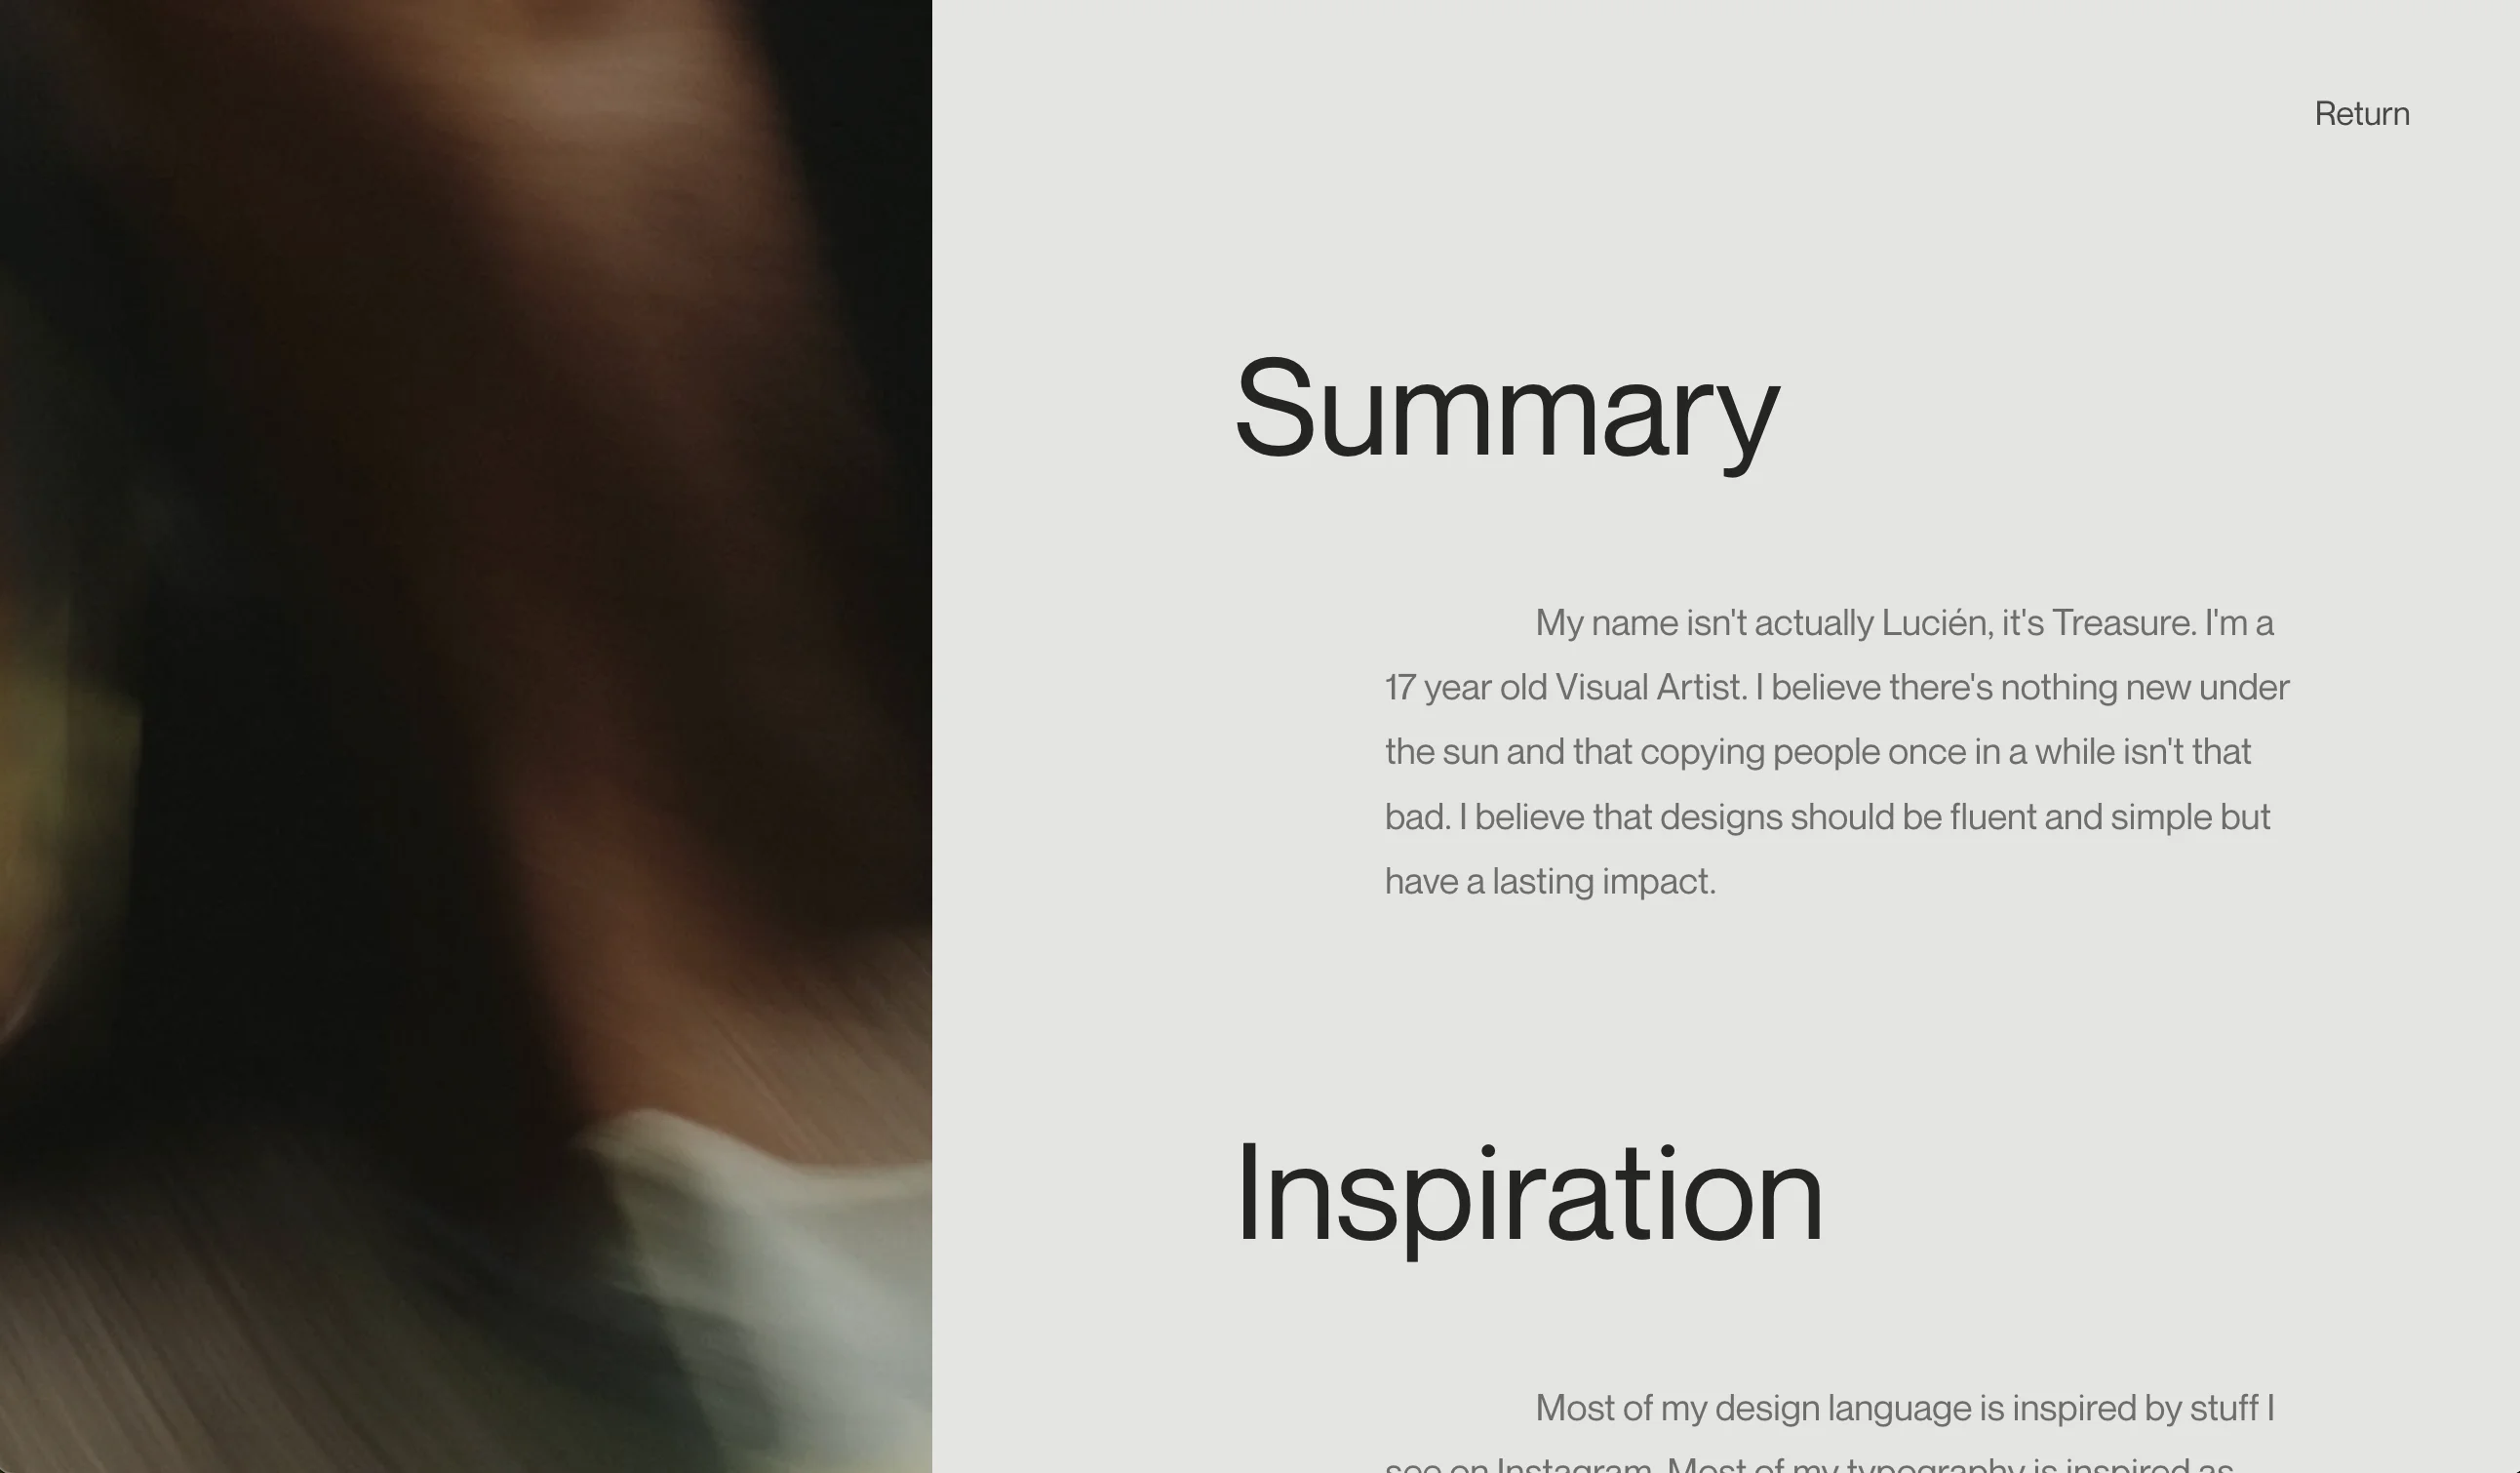 Return
Summary
My name isn't actually Lucién, it's Treasure. I'm a
17 year old Visual Artist. I believe there's nothing new under
the sun and that copying people once in a while isn't that
bad. I believe that designs should be fluent and simple but
have a lasting impact.
Inspiration
Most of my design language is inspired by stuff I
see on Instagram. Most of my typography is inspired as